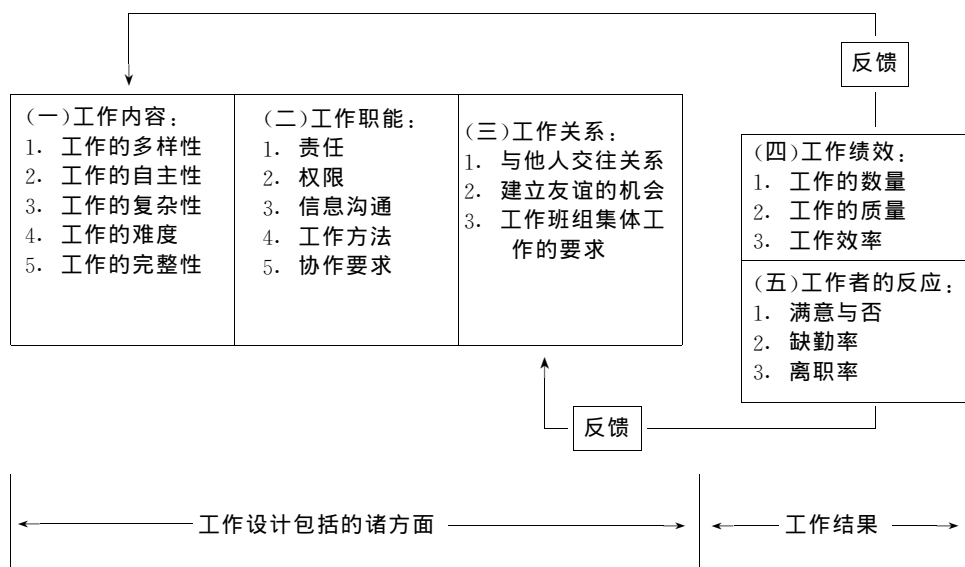 反馈
(一)工作内容：
1. 工作的多样性
2. 工作的自主性
3. 工作的复杂性
4. 工作的难度
5. 工作的完整性
(二)工作职能：
1. 责任
2. 权限
3. 信息沟通
4. 工作方法
5. 协作要求
(三)工作关系：
1. 与他人交往关系
2. 建立友谊的机会
3. 工作班组集体工
作的要求
(四)工作绩效：
1. 工作的数量
2. 工作的质量
3. 工作效率
(五)工作者的反应：
1. 满意与否
2. 缺勤率
3. 离职率
反馈
工作设计包括的诸方面
工作结果